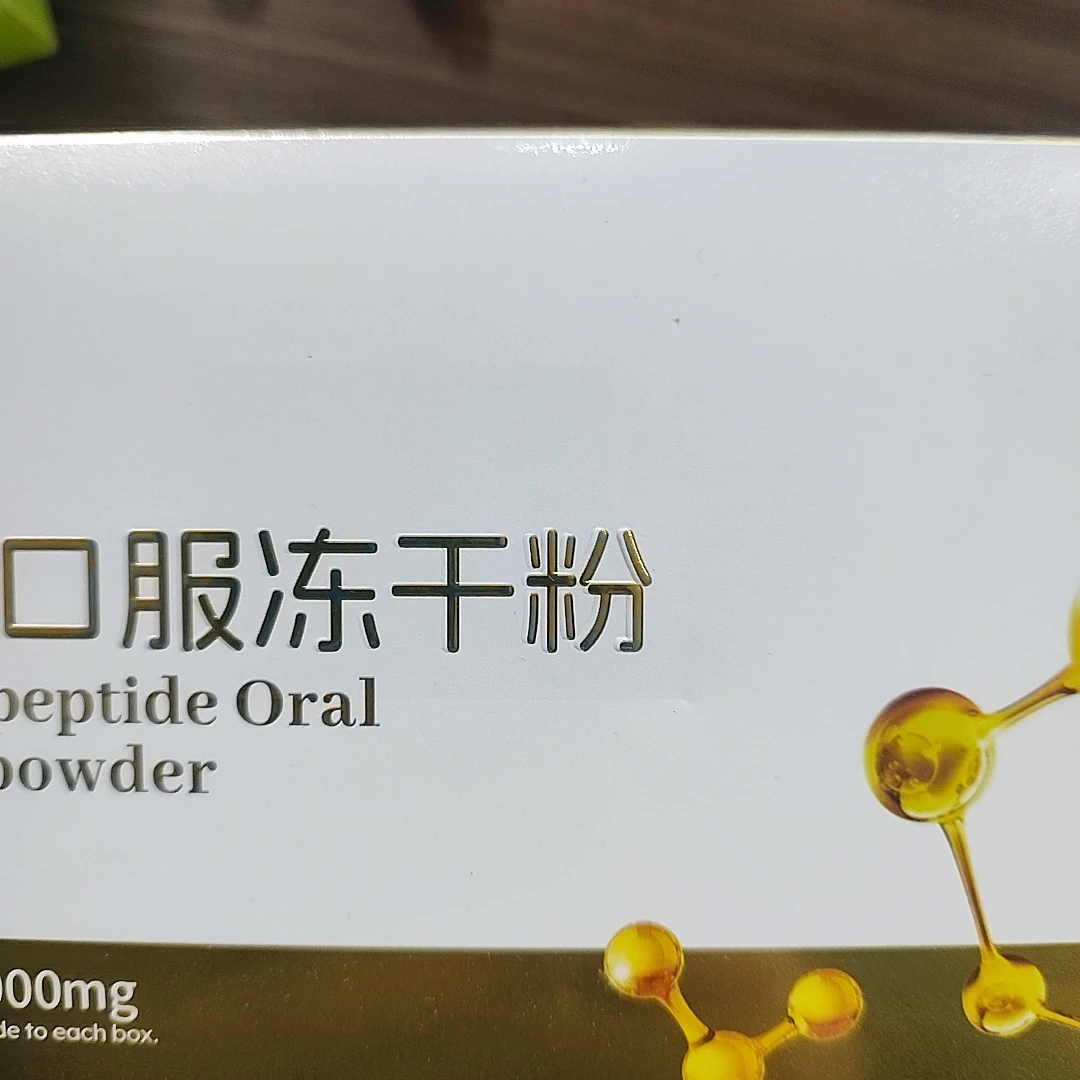 口服冻干粉
peptide Oral
powder
000mg
de to each box.